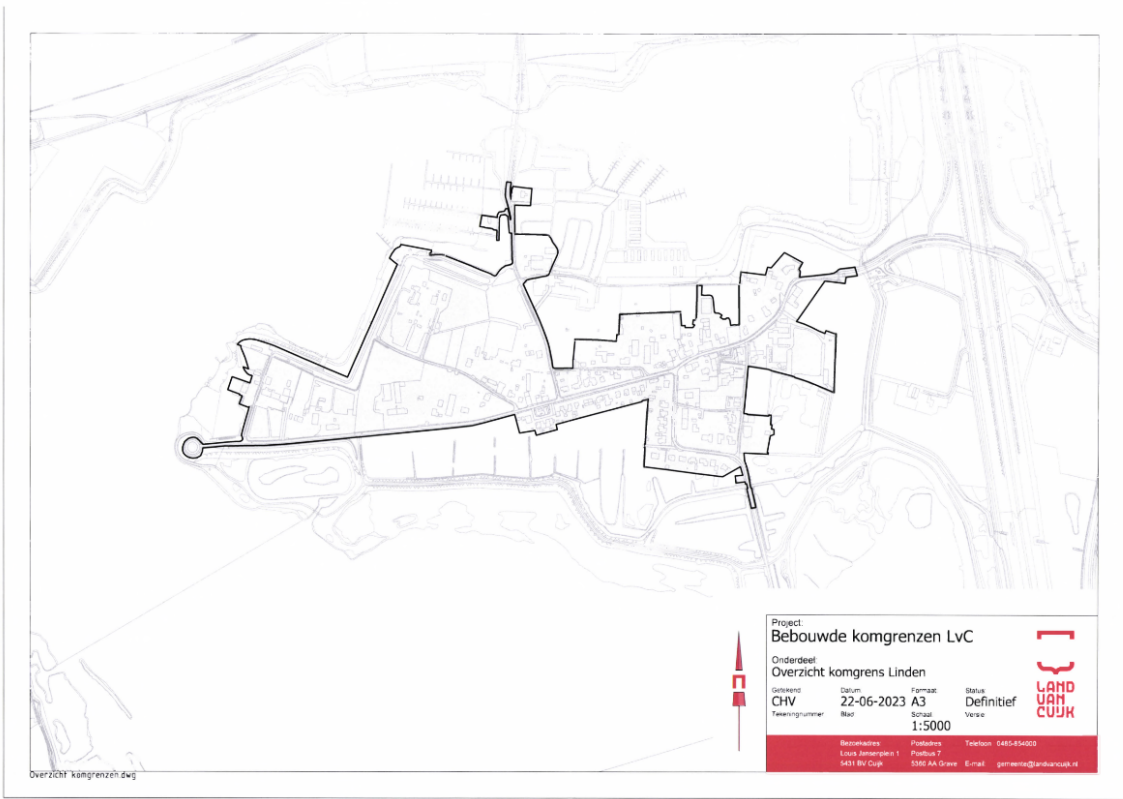 Project:
Bebouwde komgrenzen LvC
Onderdeel:
Overzicht komgrens Linden
Getekend Datum Formaat Status
CHV 22-06-2023 A3 Definitief
Tekeningnummer Blad Schaal Versie
1:5000
LAND
VAN
CUIJK
Bezoekadres Postadres Telefoon 0485-854000
Louis Jansenplein 1 Postbus 7
5431 BV Cuijk 5360 AA Grave E-mail gemeente@landvancuijk.nl
Overzicht komgrenzen.dwg